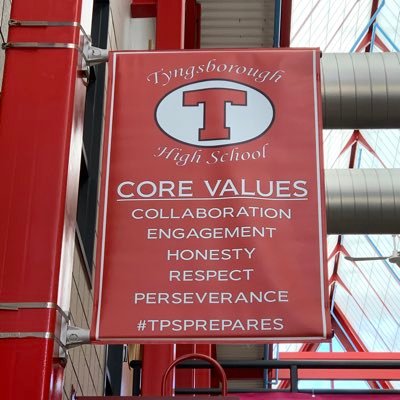 Tyngsborough
T
High School
CORE VALUES
COLLABORATION
ENGAGEMENT
HONESTY
RESPECT
PERSEVERANCE
#TPSPREPARES